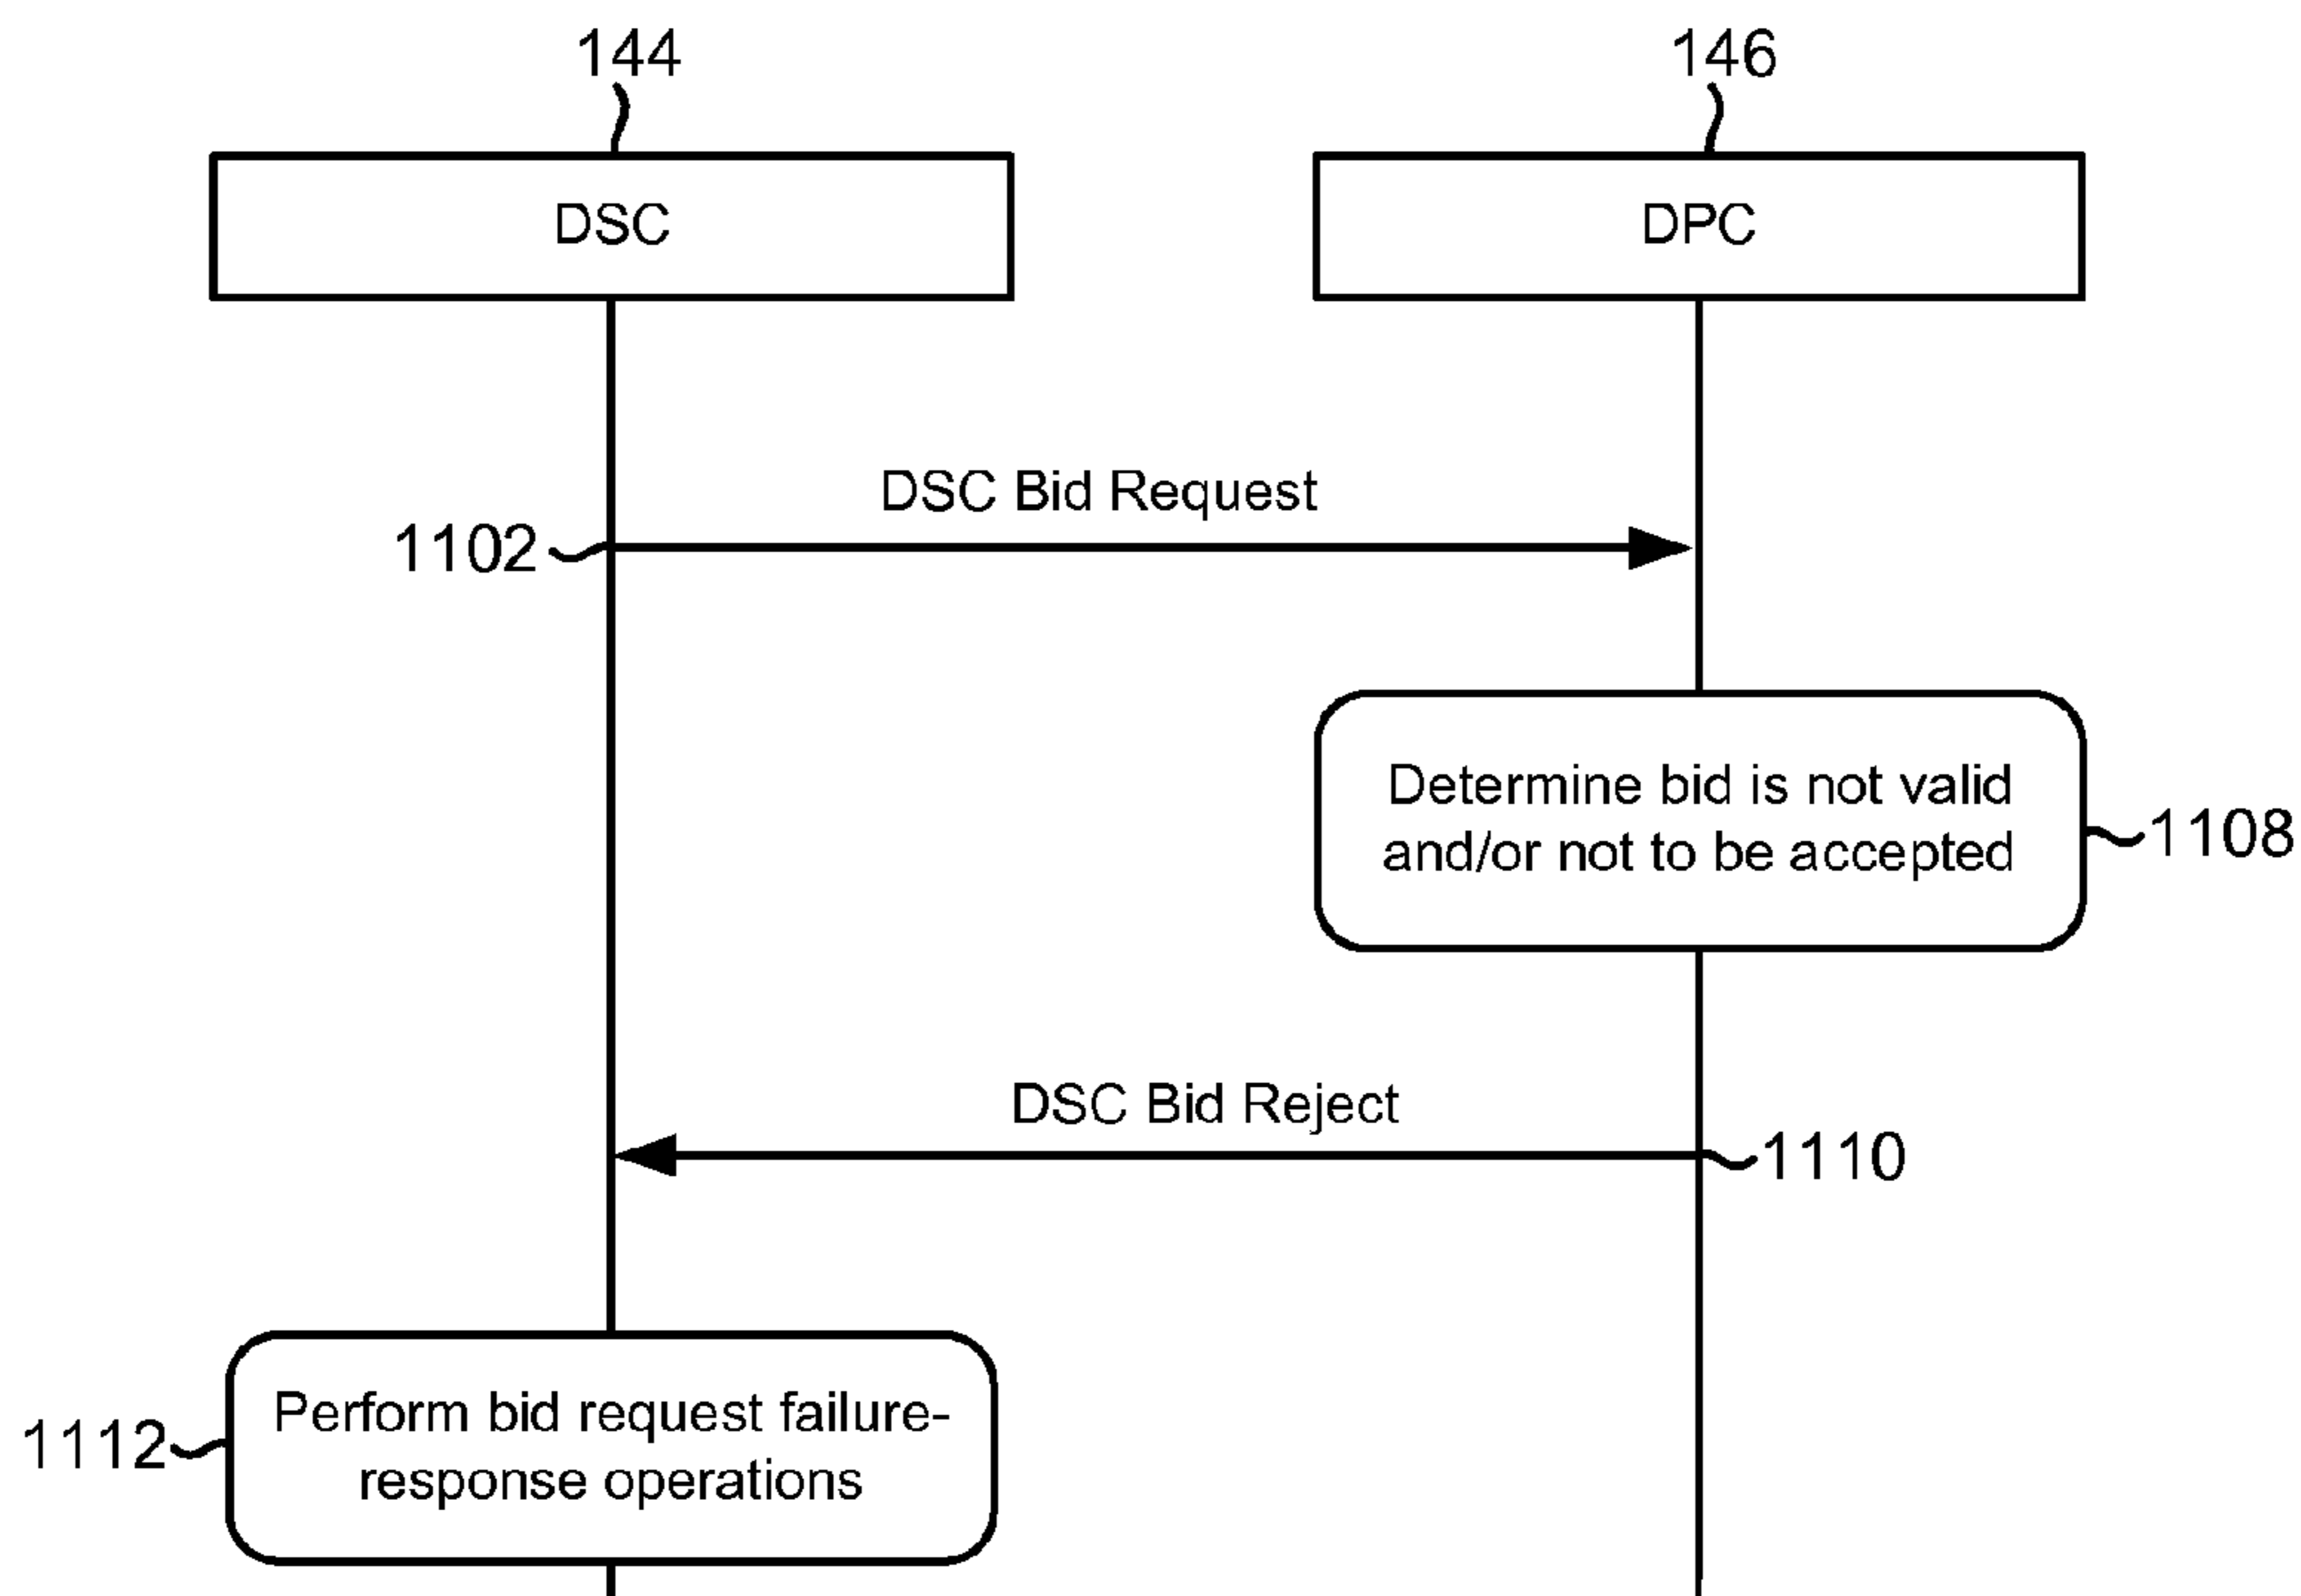 144
146
DSC
DPC
DSC Bid Request
1102
Determine bid is not valid
and/or not to be accepted
1108
DSC Bid Reject
1110
Perform bid request failure-
response operations
1112